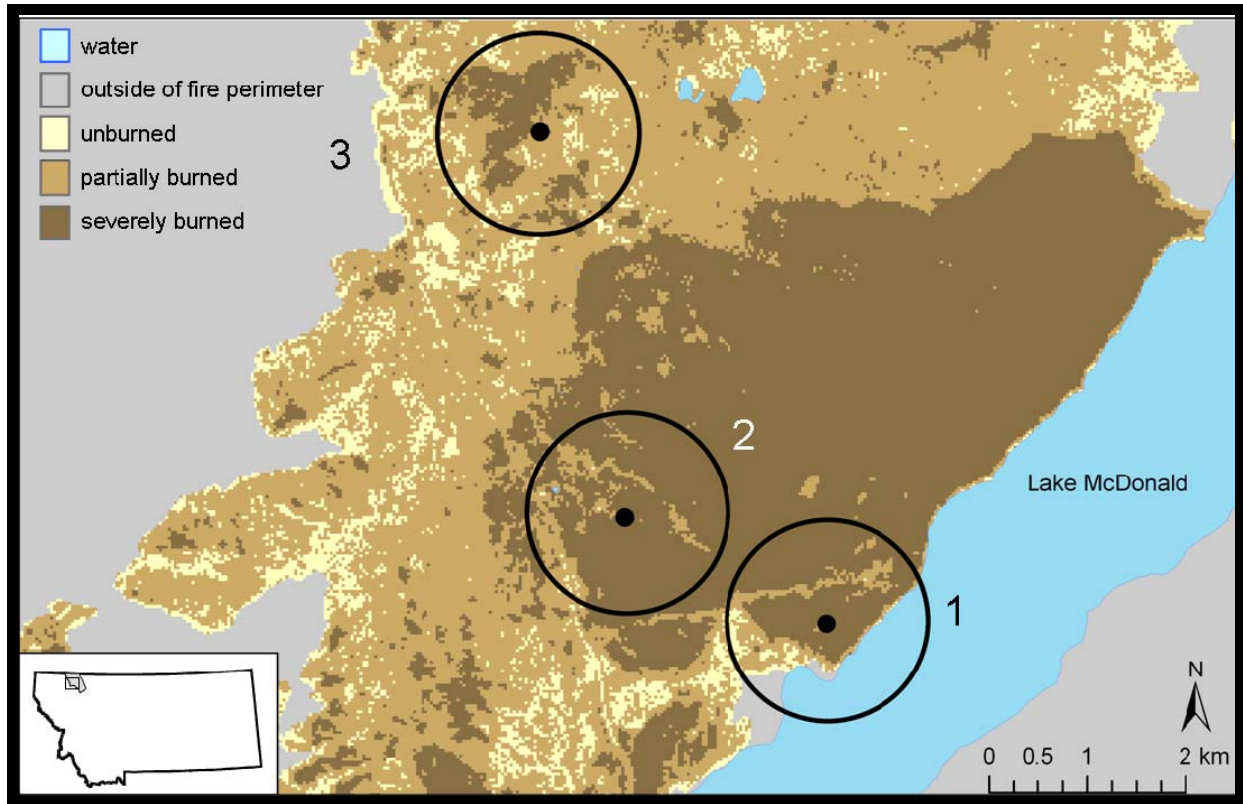 water
outside of fire perimeter
unburned
partially burned
severely burned
3
2
1
Lake McDonald
N
0 0.5 1 2 km